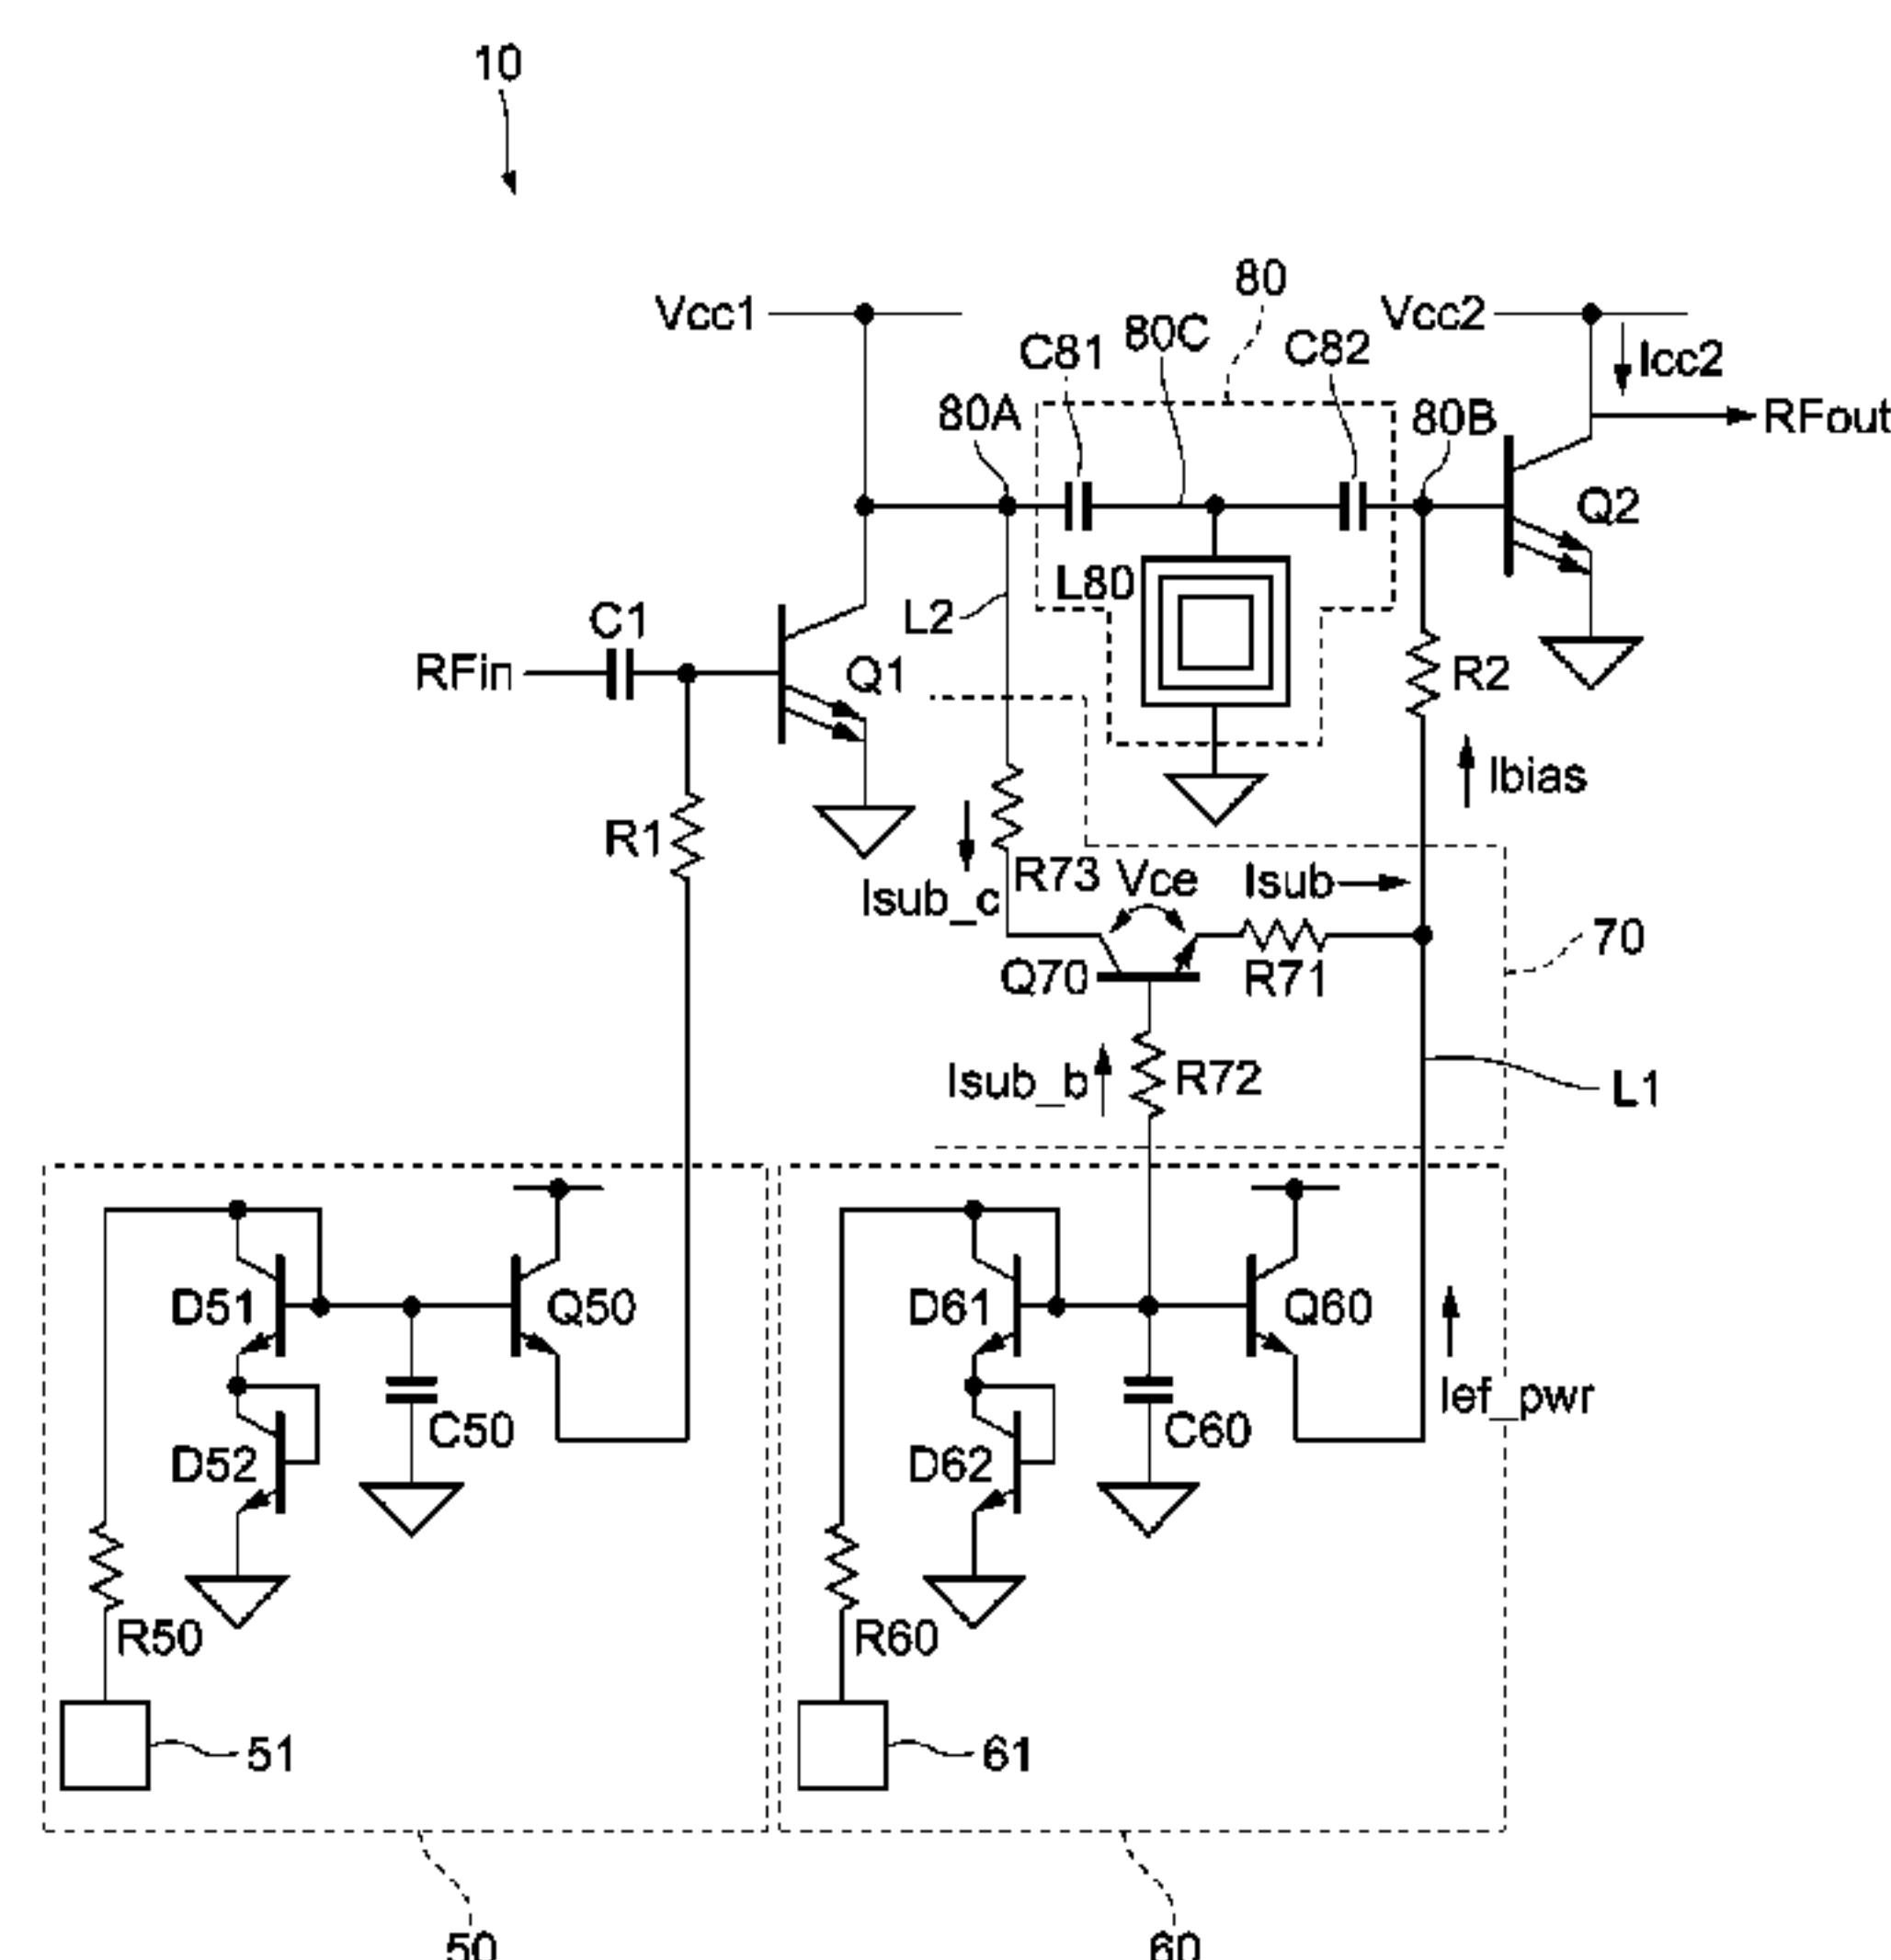 10
80
Vcc1
Vcc2
C81
80C
C82
Icc2
80A
80B
RFout
Q2
L80
C1
L2
RFin
Q1
R2
Ibias
R1
R73
Vce
Isub
Isub_c
70
Q70
R71
Isub_b
R72
L1
D51
Q50
D61
Q60
Ief_pwr
C50
C60
D52
D62
R50
R60
51
61
50
60